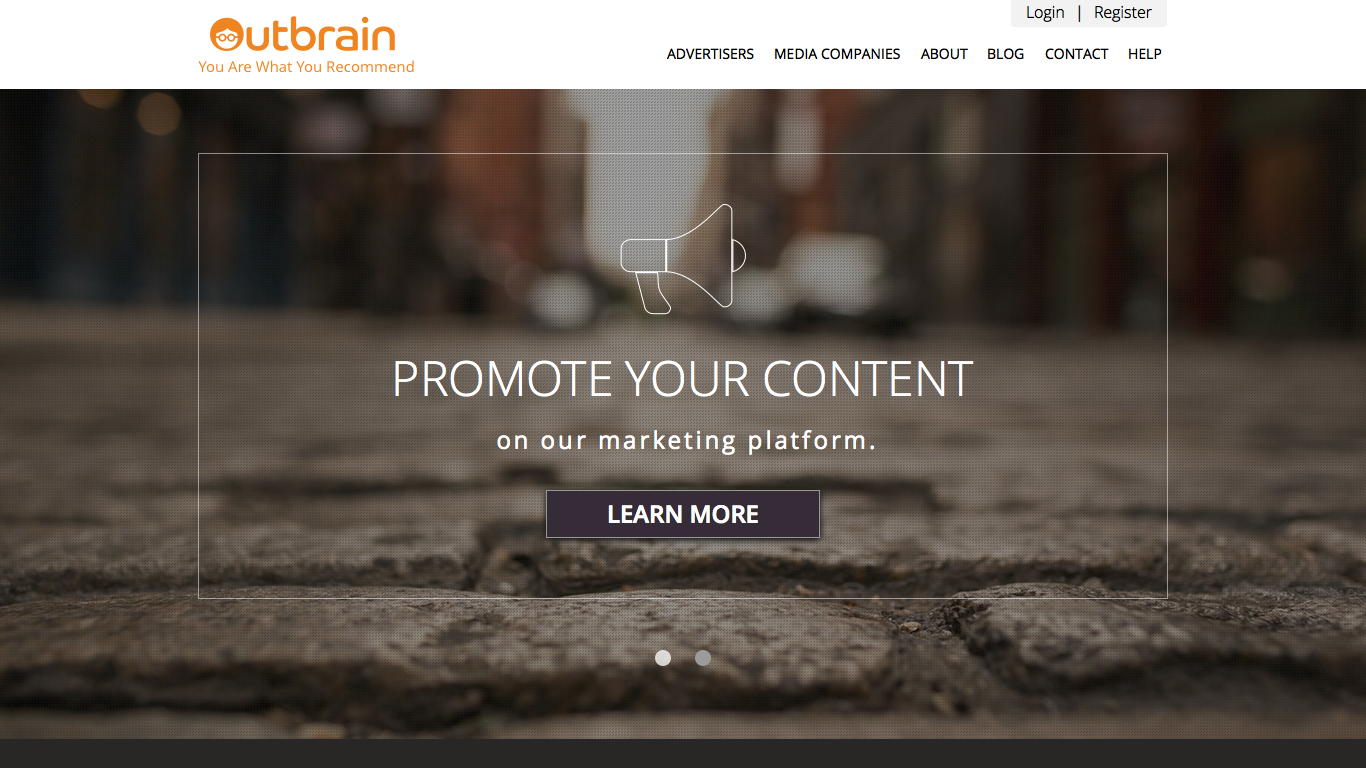 Login | Register
Outbrain
You Are What You Recommend
ADVERTISERS MEDIA COMPANIES ABOUT BLOG CONTACT HELP
PROMOTE YOUR CONTENT
on our marketing platform.
LEARN MORE